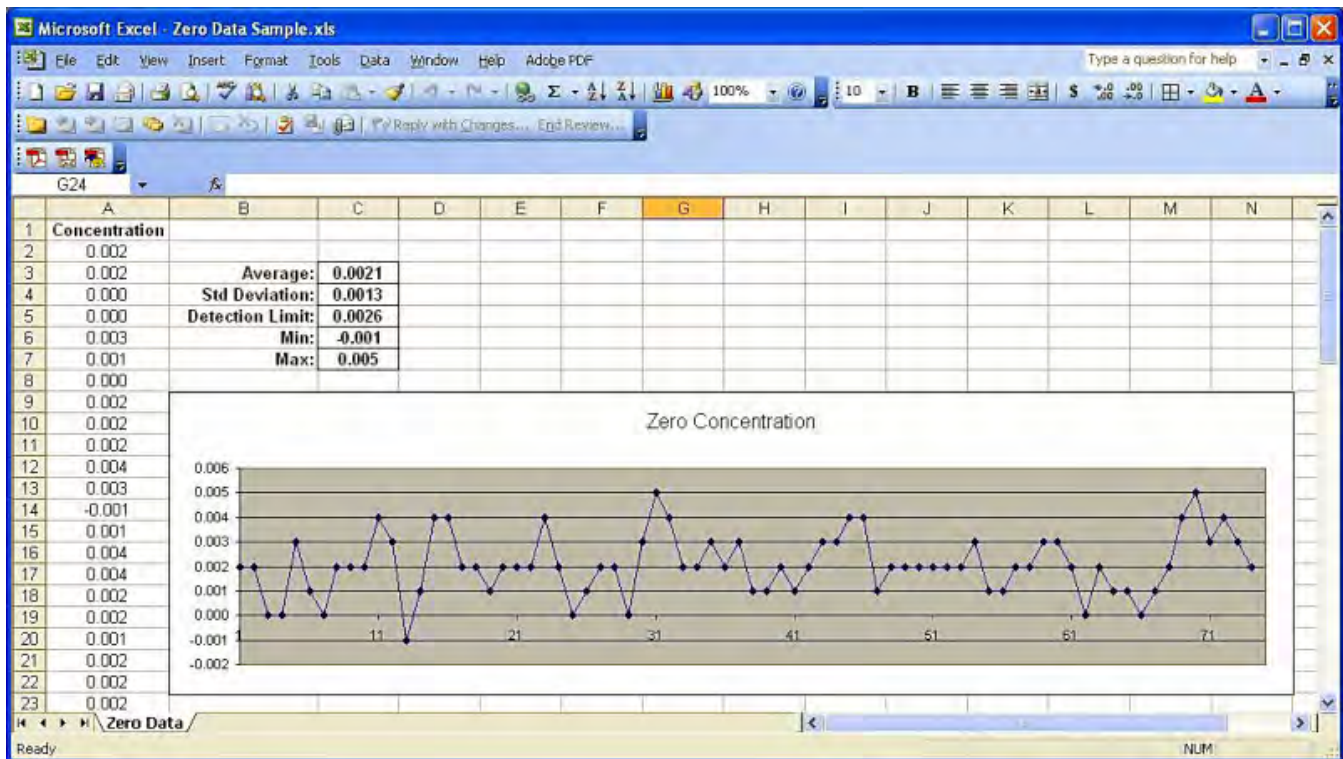 Microsoft Excel - Zero Data Sample.xls
File Edit View Insert Format Tools Data Window Help Adobe PDF Type a question for help
100% 10 B $
Reply with Changes... End Review...
G24 fx
A B C D E F G H I J K L M N
1 Concentration
2 0.002
3 0.002 Average: 0.0021
4 0.000 Std Deviation: 0.0013
5 0.000 Detection Limit: 0.0026
6 0.003 Min: -0.001
7 0.001 Max: 0.005
8 0.000
9 0.002
10 0.002
11 0.002
12 0.004
13 0.003
14 -0.001
15 0.001
16 0.004
17 0.004
18 0.002
19 0.002
20 0.001
21 0.002
22 0.002
23 0.002
Zero Concentration
0.006
0.005
0.004
0.003
0.002
0.001
0.000
-0.001
-0.002
1 11 21 31 41 51 61 71
Zero Data
Ready NUM